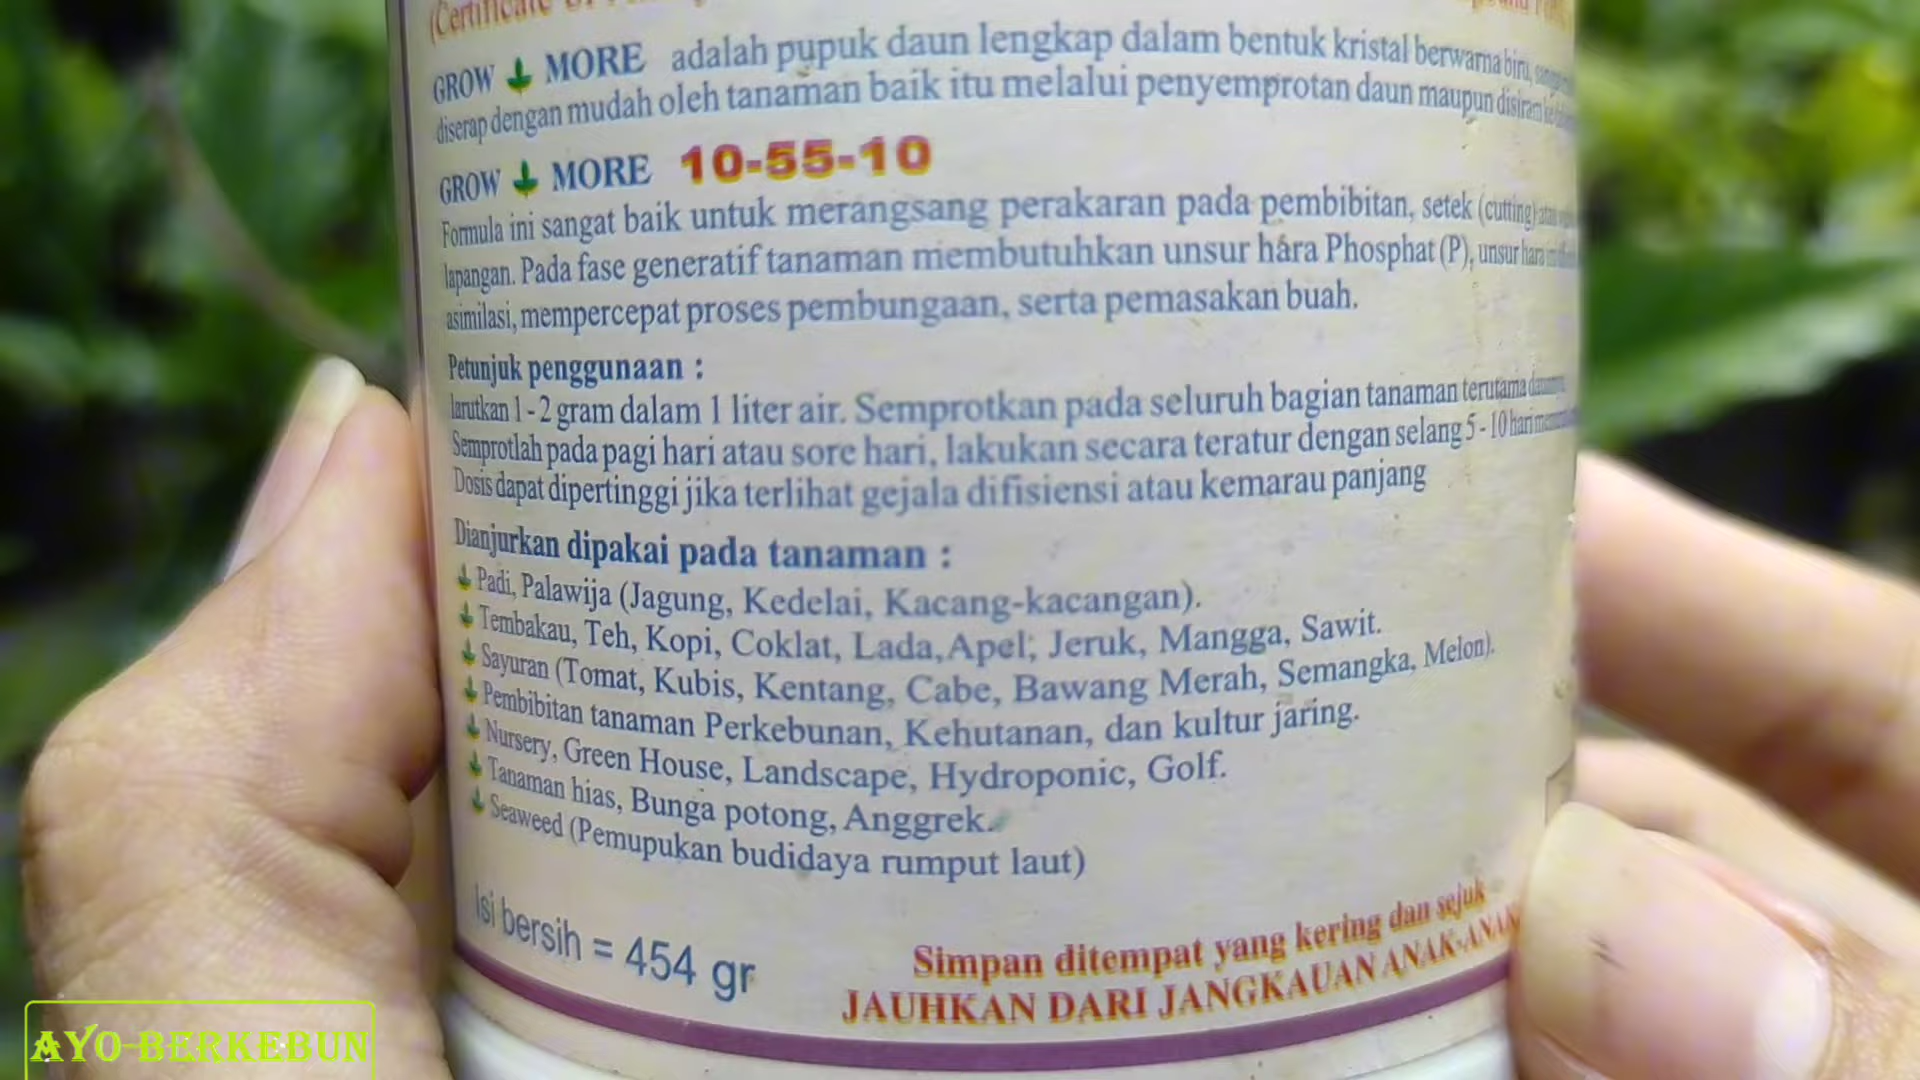 (Certificate
GROW MORE adalah pupuk daun lengkap dalam bentuk kristal berwarna biru,
diserap dengan mudah oleh tanaman baik itu melalui penyemprotan daun maupun disiram
GROW MORE 10-55-10
Formula ini sangat baik untuk merangsang perakaran pada pembibitan, setek (cutting)
lapangan. Pada fase generatif tanaman membutuhkan unsur hara Phosphat (P), unsur hara
asimilasi, mempercepat proses pembungaan, serta pemasakan buah.
Petunjuk penggunaan :
larutkan 1 - 2 gram dalam 1 liter air. Semprotkan pada seluruh bagian tanaman terutama
Semprotlah pada pagi hari atau sore hari, lakukan secara teratur dengan selang 5 - 10 hari
Dosis dapat dipertinggi jika terlihat gejala difisiensi atau kemarau panjang
Dianjurkan dipakai pada tanaman :
Padi, Palawija (Jagung, Kedelai, Kacang-kacangan).
Tembakau, Teh, Kopi, Coklat, Lada, Apel; Jeruk, Mangga, Sawit.
Sayuran (Tomat, Kubis, Kentang, Cabe, Bawang Merah, Semangka, Melon).
Pembibitan tanaman Perkebunan, Kehutanan, dan kultur jaring.
Nursery, Green House, Landscape, Hydroponic, Golf.
Tanaman hias, Bunga potong, Anggrek.
Seaweed (Pemupukan budidaya rumput laut)
Isi bersih = 454 gr
Simpan ditempat yang kering dan sejuk
JAUHKAN DARI JANGKAUAN ANAK-ANAK
AYO-BERKEBUN